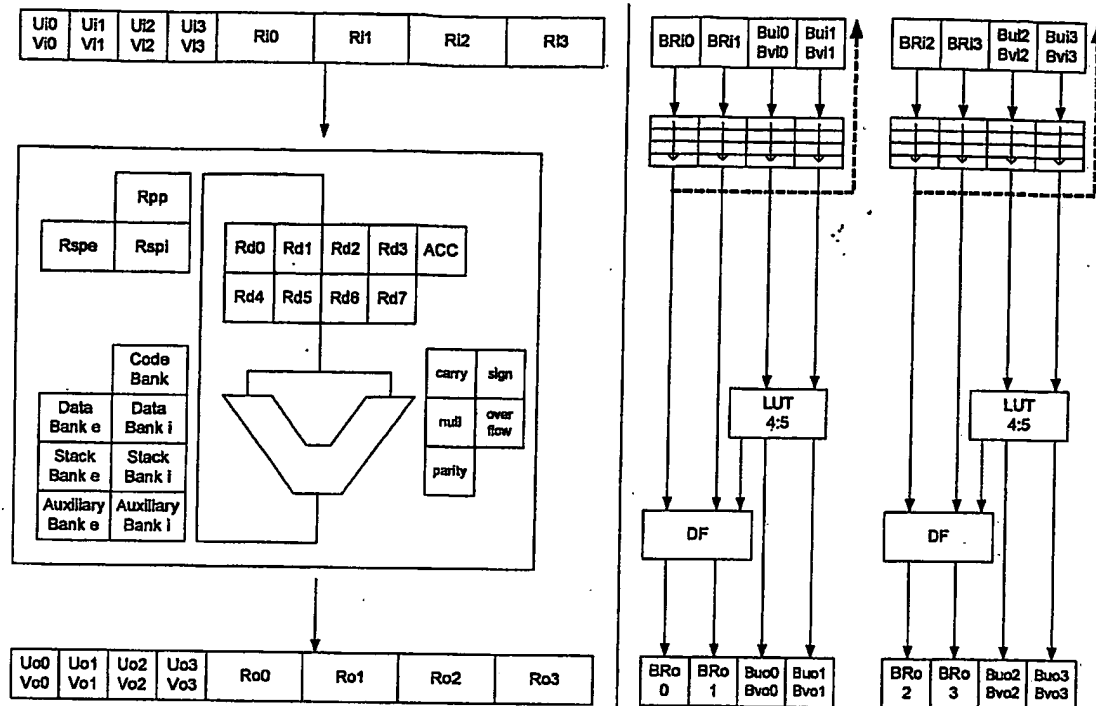 Ui0 Ui1 Ui2 Ui3
Vi0 Vi1 Vi2 Vi3
Ri0 Ri1 Ri2 Ri3
Rpp
Rspe Rspi
Rd0 Rd1 Rd2 Rd3 ACC
Rd4 Rd5 Rd6 Rd7
Code
Bank
Data
Bank e
Data
Bank i
Stack
Bank e
Stack
Bank i
Auxiliary
Bank e
Auxiliary
Bank i
carry sign
null
over
flow
parity
Uo0 Uo1 Uo2 Uo3
Vo0 Vo1 Vo2 Vo3
Ro0 Ro1 Ro2 Ro3
BRi0 BRi1
Bui0 Bui1
Bvi0 Bvi1
LUT
4:5
DF
BRo
0
BRo
1
Buo0 Buo1
Bvo0 Bvo1
BRi2 BRi3
Bui2 Bui3
Bvi2 Bvi3
LUT
4:5
DF
BRo
2
BRo
3
Buo2 Buo3
Bvo2 Bvo3